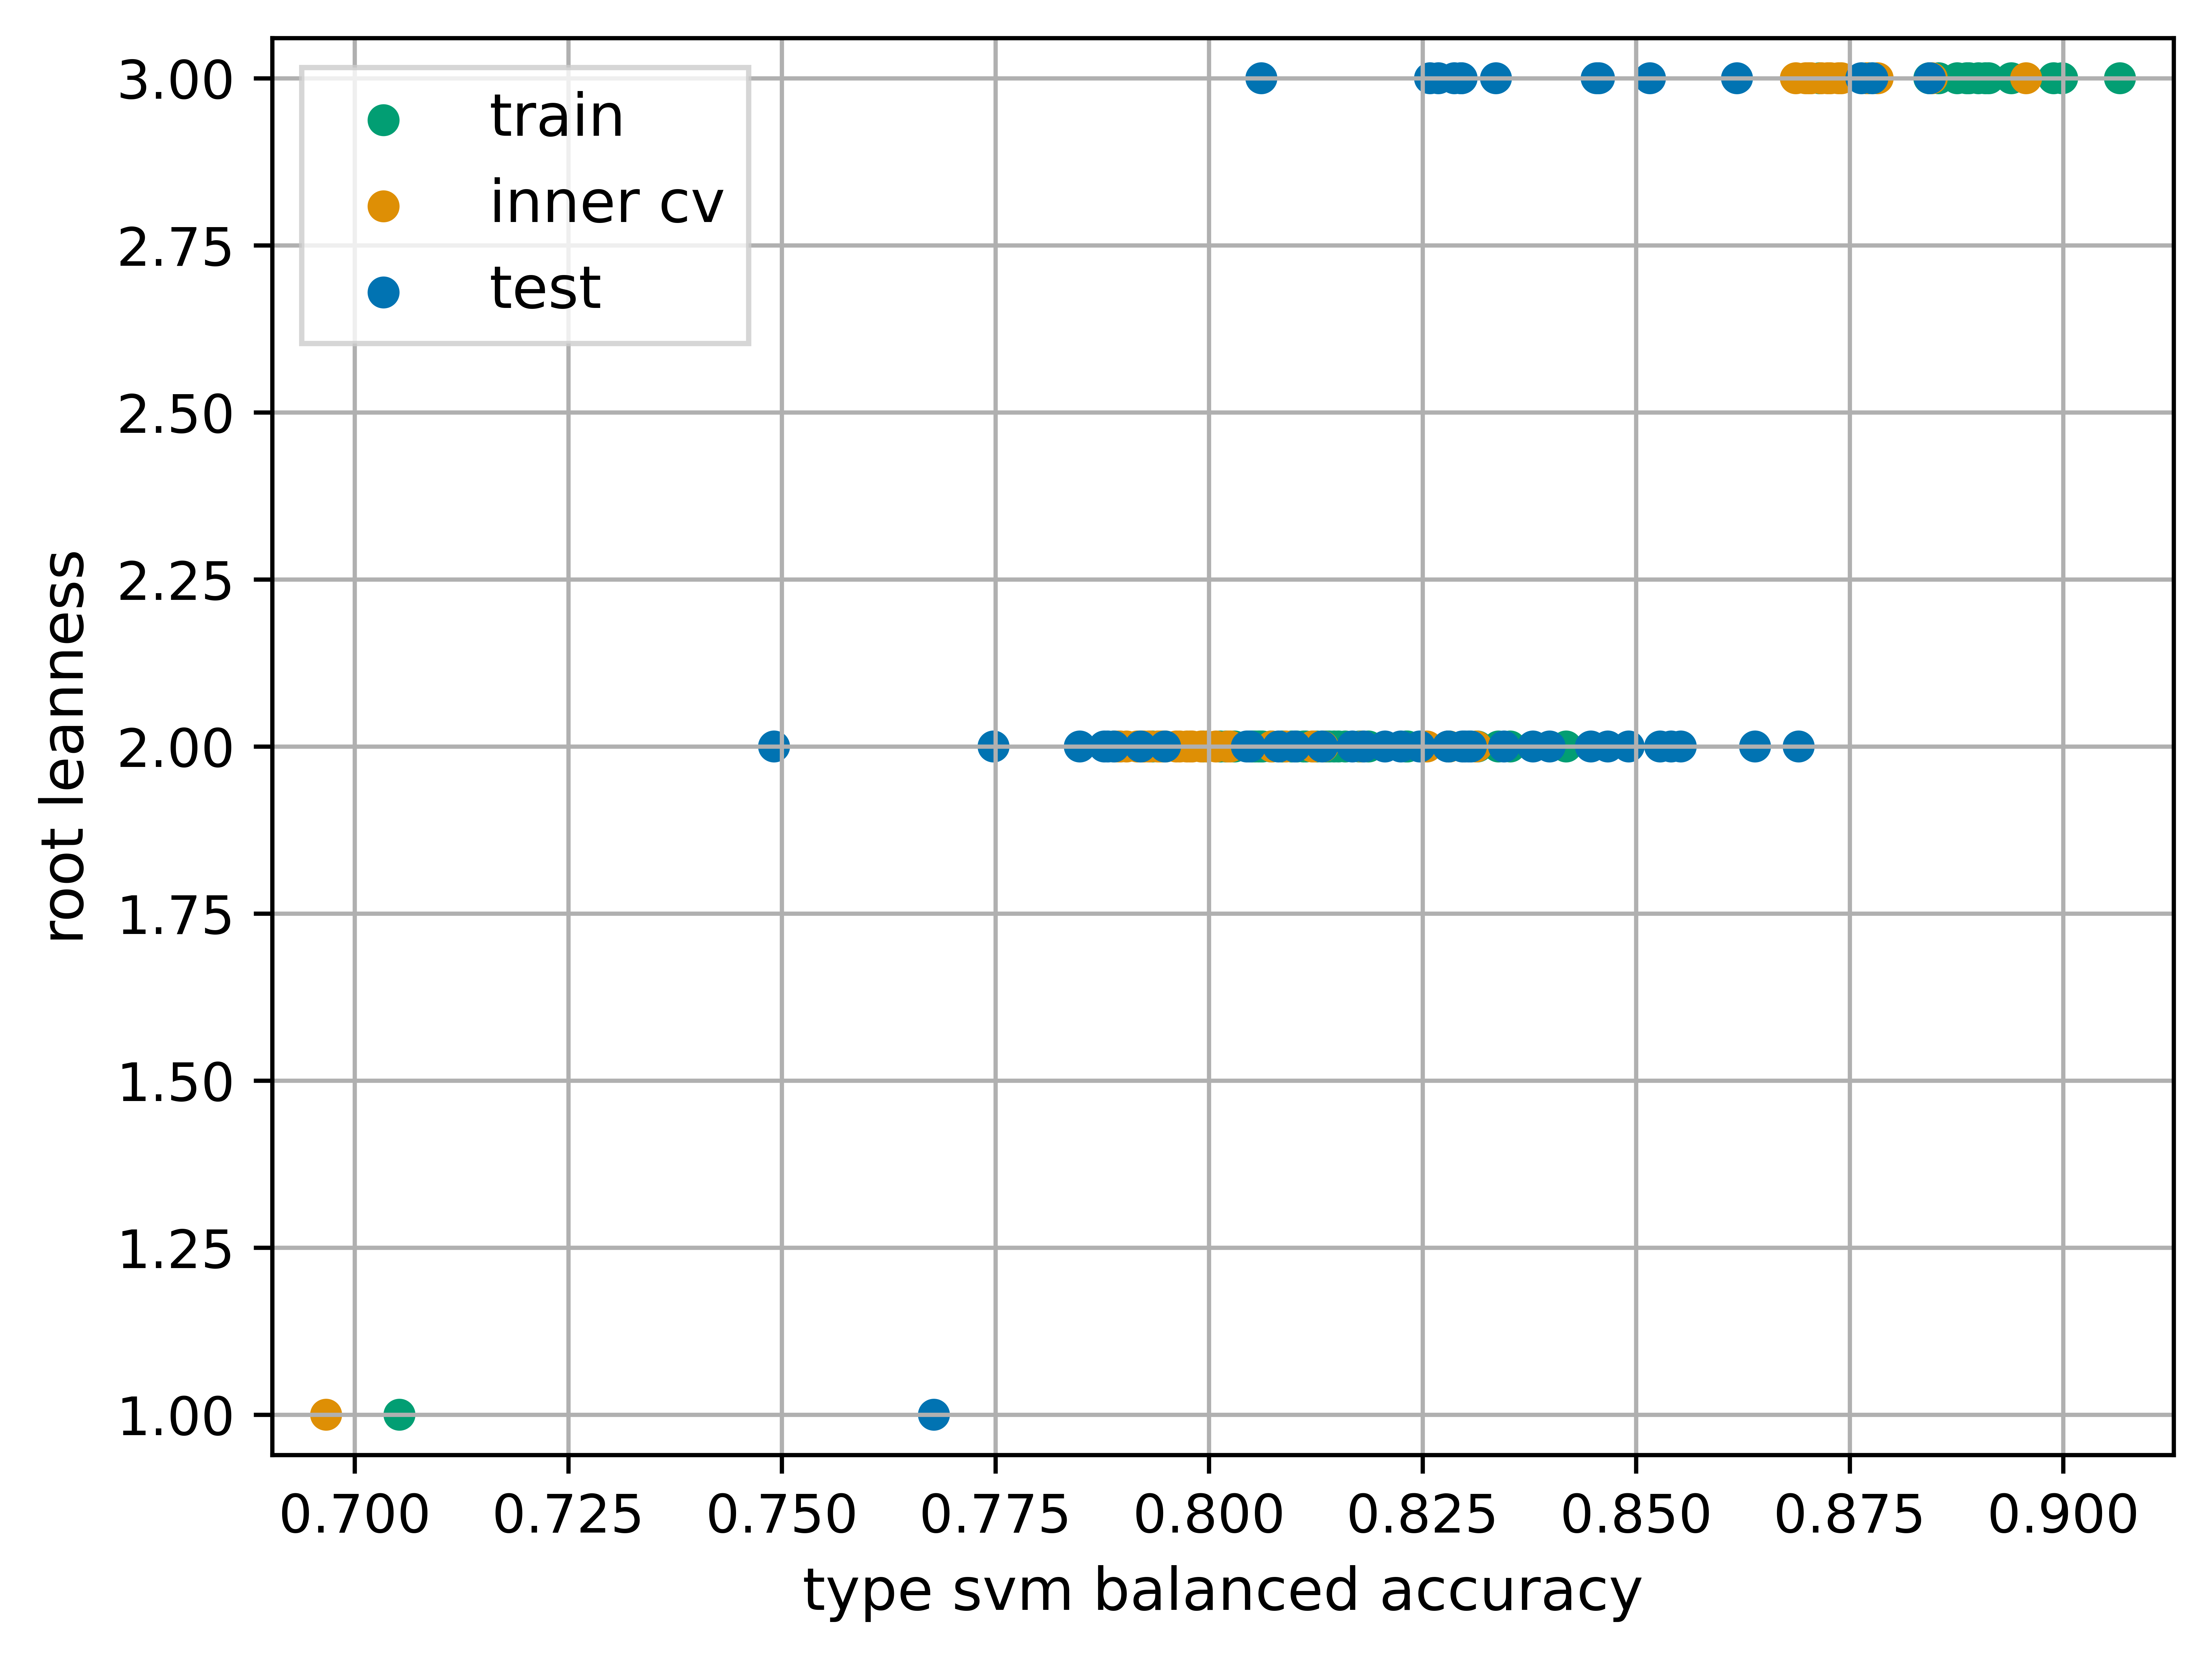 train
inner cv
test
3.00
2.75
2.50
2.25
2.00
1.75
1.50
1.25
1.00
root leanness
0.700 0.725 0.750 0.775 0.800 0.825 0.850 0.875 0.900
type svm balanced accuracy